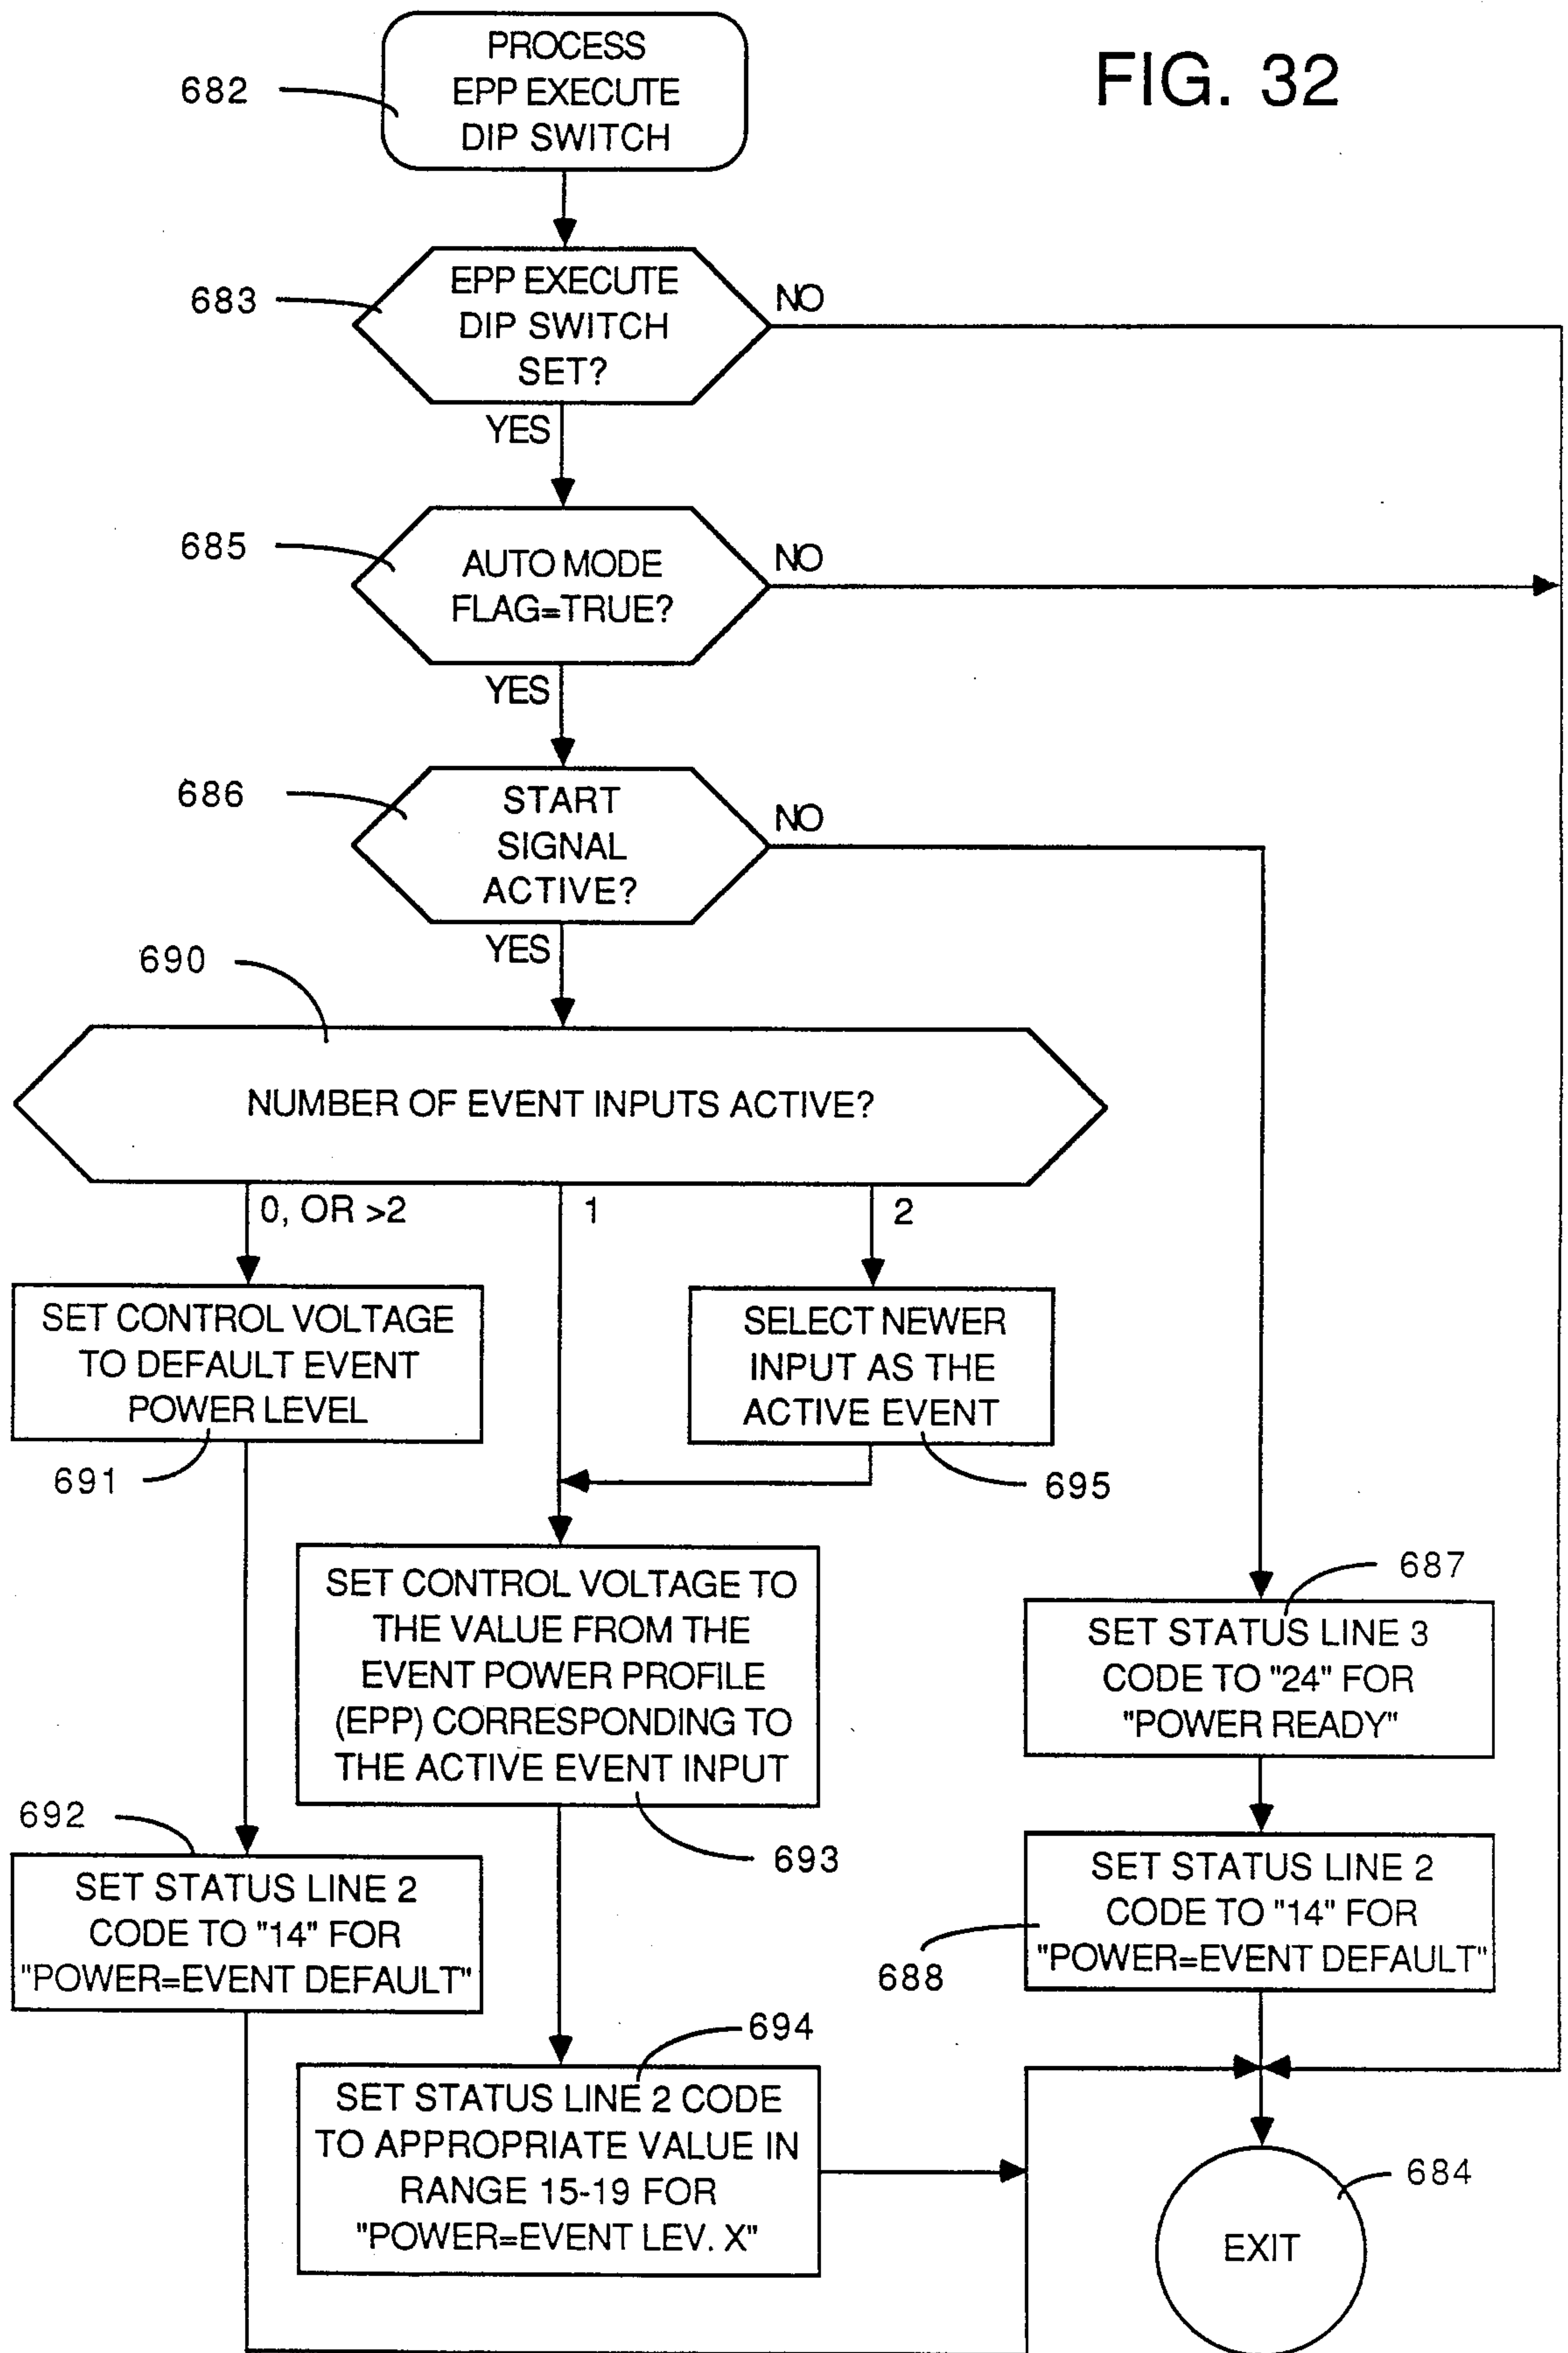 FIG. 32
682
PROCESS
EPP EXECUTE
DIP SWITCH
683
EPP EXECUTE
DIP SWITCH
SET?
NO
YES
685
AUTO MODE
FLAG=TRUE?
NO
YES
686
START
SIGNAL
ACTIVE?
NO
YES
690
NUMBER OF EVENT INPUTS ACTIVE?
0, OR >2
1
2
SET CONTROL VOLTAGE
TO DEFAULT EVENT
POWER LEVEL
691
SELECT NEWER
INPUT AS THE
ACTIVE EVENT
695
SET CONTROL VOLTAGE TO
THE VALUE FROM THE
EVENT POWER PROFILE
(EPP) CORRESPONDING TO
THE ACTIVE EVENT INPUT
693
687
SET STATUS LINE 3
CODE TO "24" FOR
"POWER READY"
692
SET STATUS LINE 2
CODE TO "14" FOR
"POWER=EVENT DEFAULT"
SET STATUS LINE 2
CODE TO "14" FOR
"POWER=EVENT DEFAULT"
688
694
SET STATUS LINE 2 CODE
TO APPROPRIATE VALUE IN
RANGE 15-19 FOR
"POWER=EVENT LEV. X"
684
EXIT